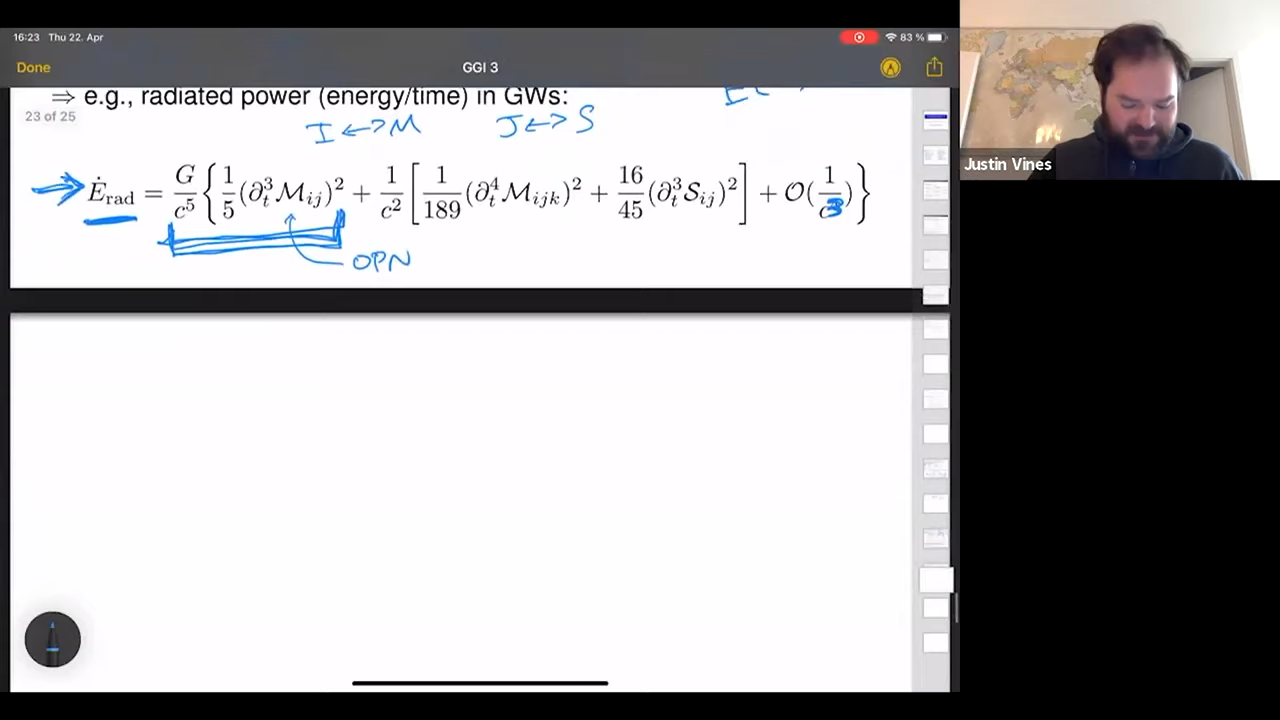 16:23 Thu 22. Apr
83 %
Done
GGI 3
⇒ e.g., radiated power (energy/time) in GWs:
23 of 25
I ↔ M J ↔ S
Ė_rad = G/c^5 { 1/5 (∂_t^3 M_ij)^2 + 1/c^2 [ 1/189 (∂_t^4 M_ijk)^2 + 16/45 (∂_t^3 S_ij)^2 ] + O(1/c^3) }
OPN
Justin Vines